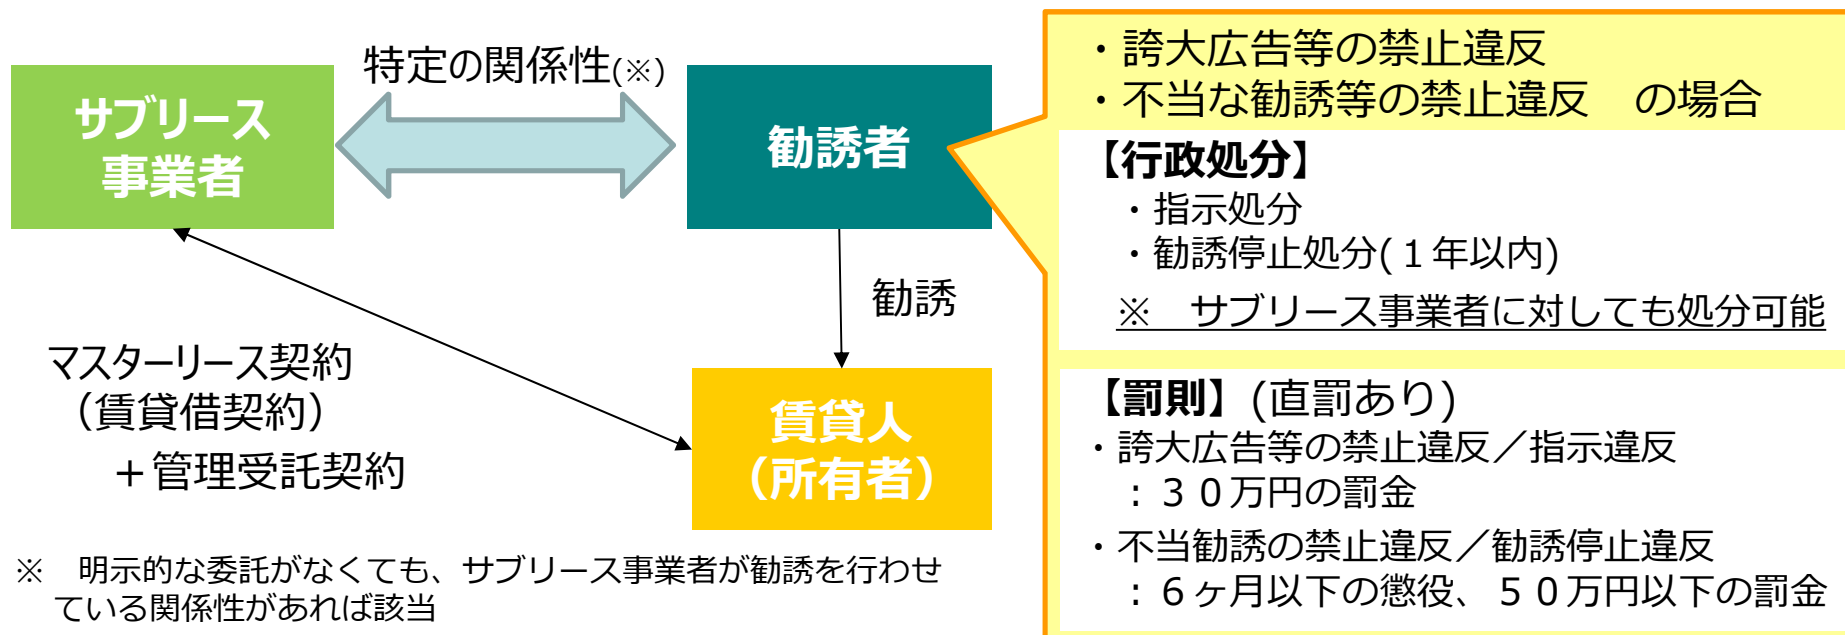 特定の関係性(※)
サブリース
事業者
勧誘者
勧誘
マスターリース契約
（賃貸借契約）
＋管理受託契約
賃貸人
（所有者）
※　明示的な委託がなくても、サブリース事業者が勧誘を行わせ
ている関係性があれば該当
・誇大広告等の禁止違反
・不当な勧誘等の禁止違反　の場合
【行政処分】
・指示処分
・勧誘停止処分(１年以内)
※　サブリース事業者に対しても処分可能
【罰則】(直罰あり)
・誇大広告等の禁止違反／指示違反
：３０万円の罰金
・不当勧誘の禁止違反／勧誘停止違反
：６ヶ月以下の懲役、５０万円以下の罰金